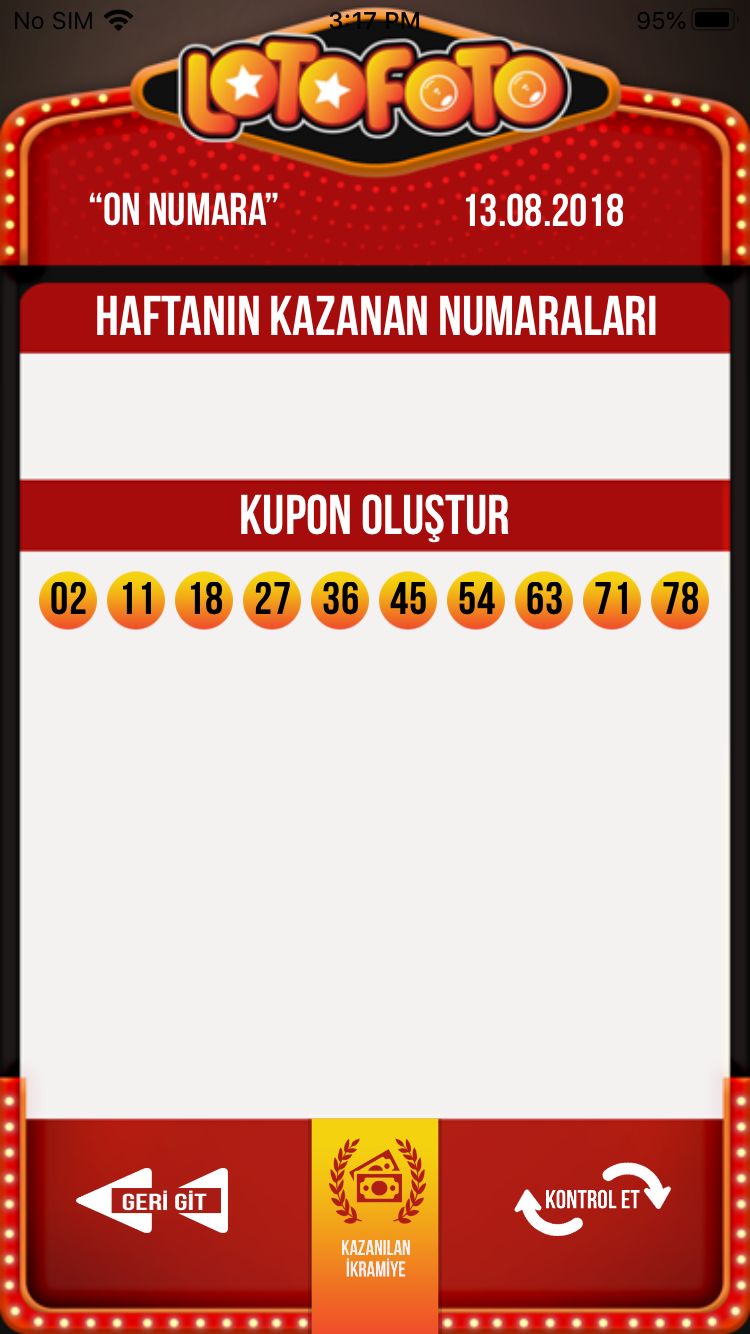 No SIM 3:17 PM 95%
LOTOFOTO
“ON NUMARA” 13.08.2018
HAFTANIN KAZANAN NUMARALARI
KUPON OLUŞTUR
02 11 18 27 36 45 54 63 71 78
GERİ GİT
KONTROL ET
KAZANILAN
İKRAMİYE